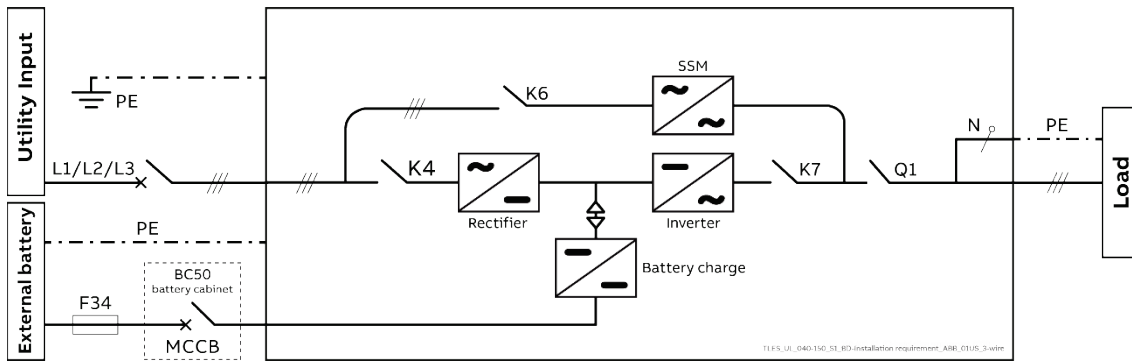 Utility Input
PE
L1/L2/L3
K6
SSM
K4
Rectifier
Inverter
K7
Q1
N
PE
Load
External battery
PE
F34
BC50
battery cabinet
MCCB
Battery charge
TLES_UL_040-150_S1_BD-Installation requirement_ABB_01US_3-wire